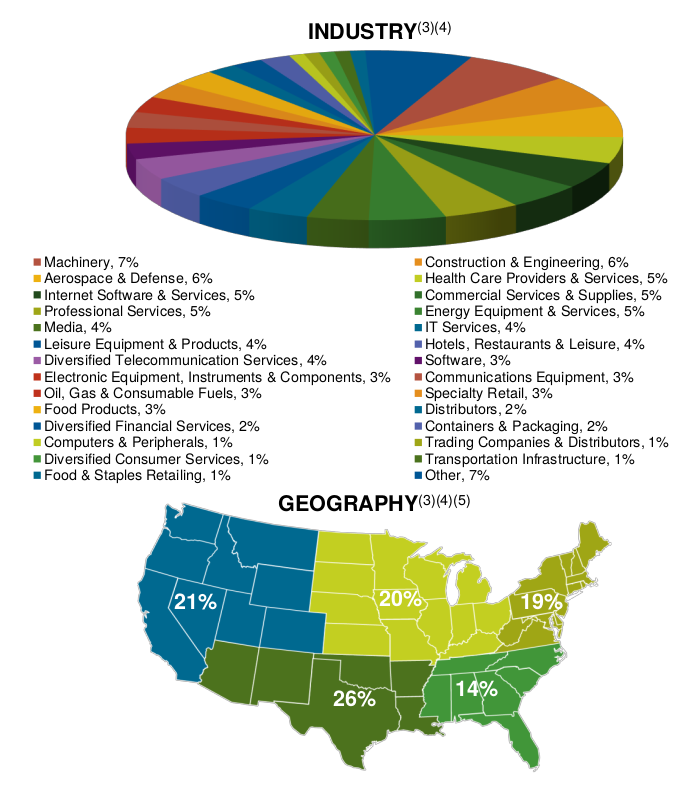 INDUSTRY(3)(4)
Machinery, 7%
Construction & Engineering, 6%
Aerospace & Defense, 6%
Health Care Providers & Services, 5%
Internet Software & Services, 5%
Commercial Services & Supplies, 5%
Professional Services, 5%
Energy Equipment & Services, 5%
Media, 4%
IT Services, 4%
Leisure Equipment & Products, 4%
Hotels, Restaurants & Leisure, 4%
Diversified Telecommunication Services, 4%
Software, 3%
Electronic Equipment, Instruments & Components, 3%
Communications Equipment, 3%
Oil, Gas & Consumable Fuels, 3%
Specialty Retail, 3%
Food Products, 3%
Distributors, 2%
Diversified Financial Services, 2%
Containers & Packaging, 2%
Computers & Peripherals, 1%
Trading Companies & Distributors, 1%
Diversified Consumer Services, 1%
Transportation Infrastructure, 1%
Food & Staples Retailing, 1%
Other, 7%
GEOGRAPHY(3)(4)(5)
21%
20%
19%
26%
14%